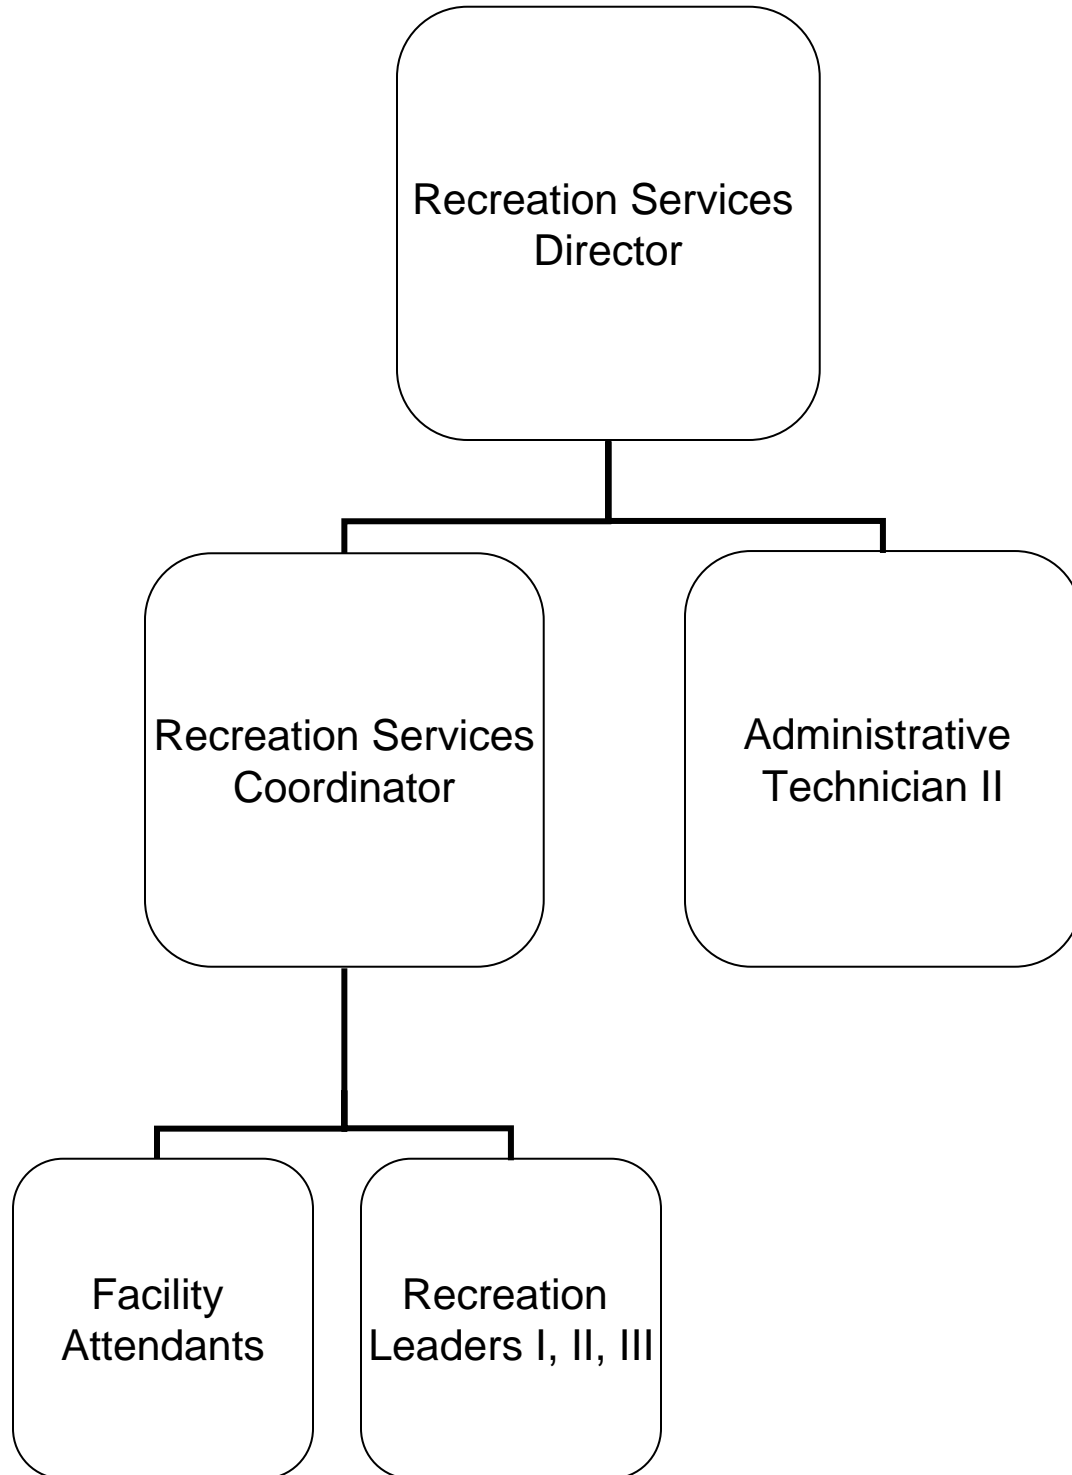 Recreation Services
Director
Recreation Services
Coordinator
Administrative
Technician II
Facility
Attendants
Recreation
Leaders I, II, III